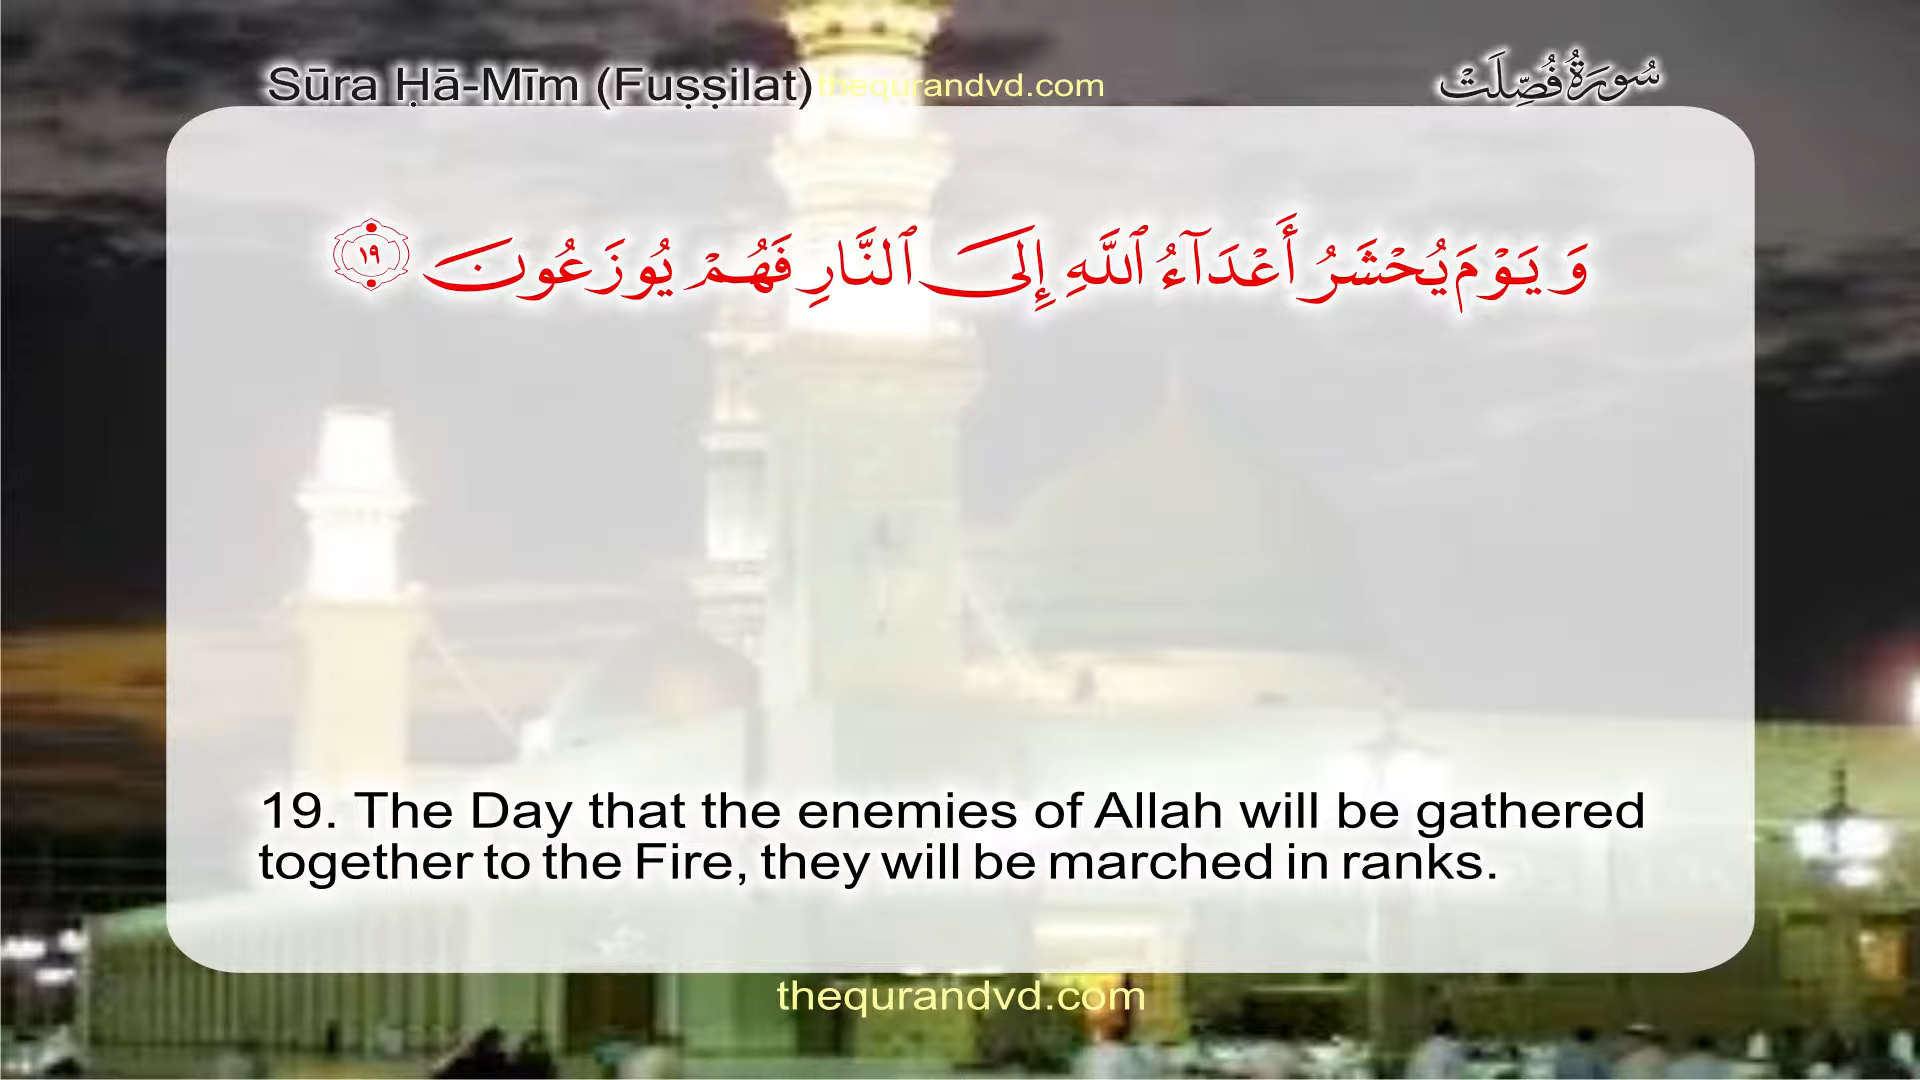 Sūra Ḥā-Mīm (Fuṣṣilat) thequrandvd.com سُورَةُ فُصِّلَتْ
وَيَوْمَ يُحْشَرُ أَعْدَآءُ ٱللَّهِ إِلَى ٱلنَّارِ فَهُمْ يُوزَعُونَ ١٩
19. The Day that the enemies of Allah will be gathered
together to the Fire, they will be marched in ranks.
thequrandvd.com